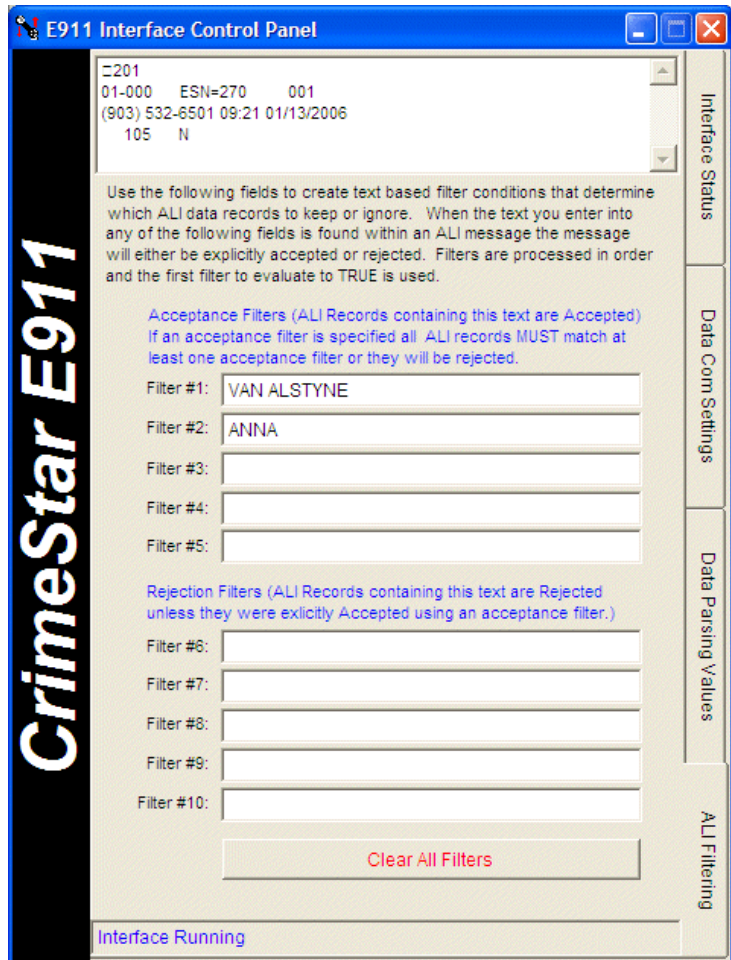 E911 Interface Control Panel
⊐201
01-000 ESN=270 001
(903) 532-6501 09:21 01/13/2006
105 N
Use the following fields to create text based filter conditions that determine
which ALI data records to keep or ignore. When the text you enter into
any of the following fields is found within an ALI message the message
will either be explicitly accepted or rejected. Filters are processed in order
and the first filter to evaluate to TRUE is used.
Acceptance Filters (ALI Records containing this text are Accepted)
If an acceptance filter is specified all ALI records MUST match at
least one acceptance filter or they will be rejected.
Filter #1: VAN ALSTYNE
Filter #2: ANNA
Filter #3:
Filter #4:
Filter #5:
Rejection Filters (ALI Records containing this text are Rejected
unless they were exlicitly Accepted using an acceptance filter.)
Filter #6:
Filter #7:
Filter #8:
Filter #9:
Filter #10:
Clear All Filters
Interface Running
CrimeStar E911
Interface Status
Data Com Settings
Data Parsing Values
ALI Filtering